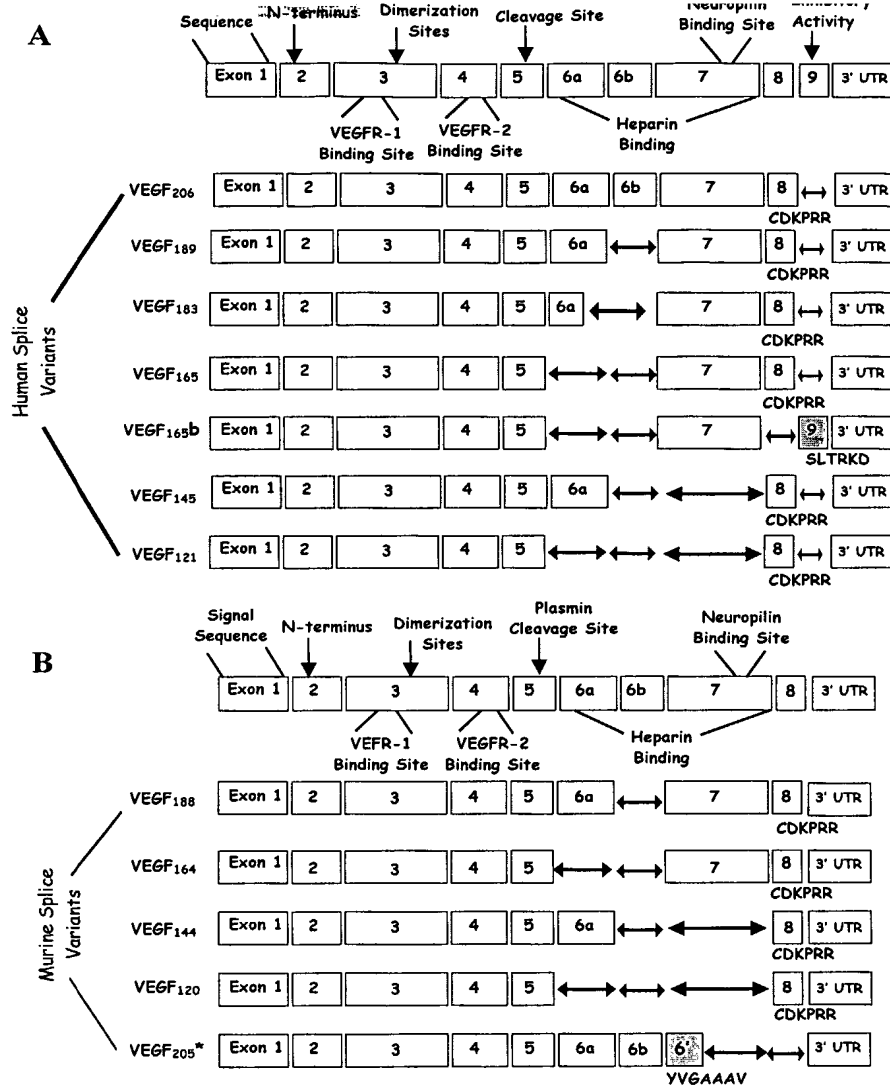 A
Sequence
N-terminus
Dimerization
Sites
Cleavage Site
Neuropilin
Binding Site
Activity
Exon 1 2 3 4 5 6a 6b 7 8 9 3' UTR
VEGFR-1
Binding Site
VEGFR-2
Binding Site
Heparin
Binding
Human Splice
Variants
VEGF206 Exon 1 2 3 4 5 6a 6b 7 8 3' UTR
CDKPRR
VEGF189 Exon 1 2 3 4 5 6a 7 8 3' UTR
CDKPRR
VEGF183 Exon 1 2 3 4 5 6a 7 8 3' UTR
CDKPRR
VEGF165 Exon 1 2 3 4 5 7 8 3' UTR
CDKPRR
VEGF165b Exon 1 2 3 4 5 7 9 3' UTR
SLTRKD
VEGF145 Exon 1 2 3 4 5 6a 8 3' UTR
CDKPRR
VEGF121 Exon 1 2 3 4 5 8 3' UTR
CDKPRR
B
Signal
Sequence
N-terminus
Dimerization
Sites
Plasmin
Cleavage Site
Neuropilin
Binding Site
Exon 1 2 3 4 5 6a 6b 7 8 3' UTR
VEFR-1
Binding Site
VEGFR-2
Binding Site
Heparin
Binding
Murine Splice
Variants
VEGF188 Exon 1 2 3 4 5 6a 7 8 3' UTR
CDKPRR
VEGF164 Exon 1 2 3 4 5 7 8 3' UTR
CDKPRR
VEGF144 Exon 1 2 3 4 5 6a 8 3' UTR
CDKPRR
VEGF120 Exon 1 2 3 4 5 8 3' UTR
CDKPRR
VEGF205* Exon 1 2 3 4 5 6a 6b 6' 3' UTR
YVGAAAV